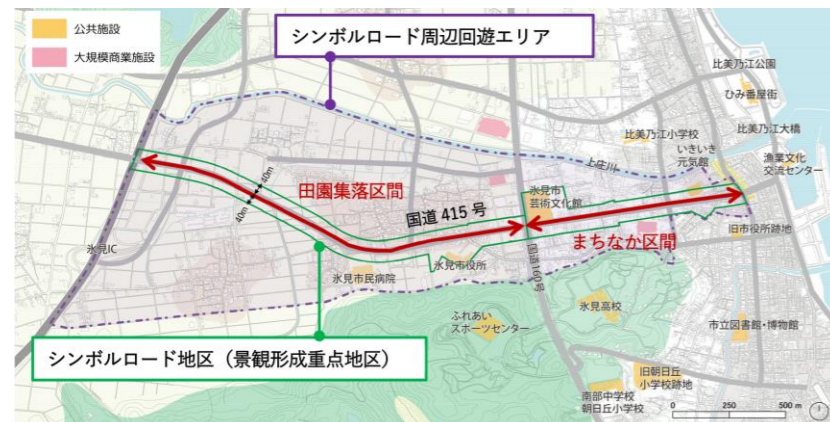 公共施設
大規模商業施設
シンボルロード周辺回遊エリア
比美乃江公園
ひみ番屋街
比美乃江小学校
比美乃江大橋
いきいき
元気館
上庄川
漁業文化
交流センター
40m
40m
田園集落区間
国道 415 号
氷見市
芸術文化館
まちなか区間
旧市役所跡地
氷見IC
氷見市民病院
氷見市役所
国道160号
氷見高校
ふれあい
スポーツセンター
市立図書館・博物館
シンボルロード地区（景観形成重点地区）
旧朝日丘
小学校跡地
南部中学校
朝日丘小学校
0 250 500 m